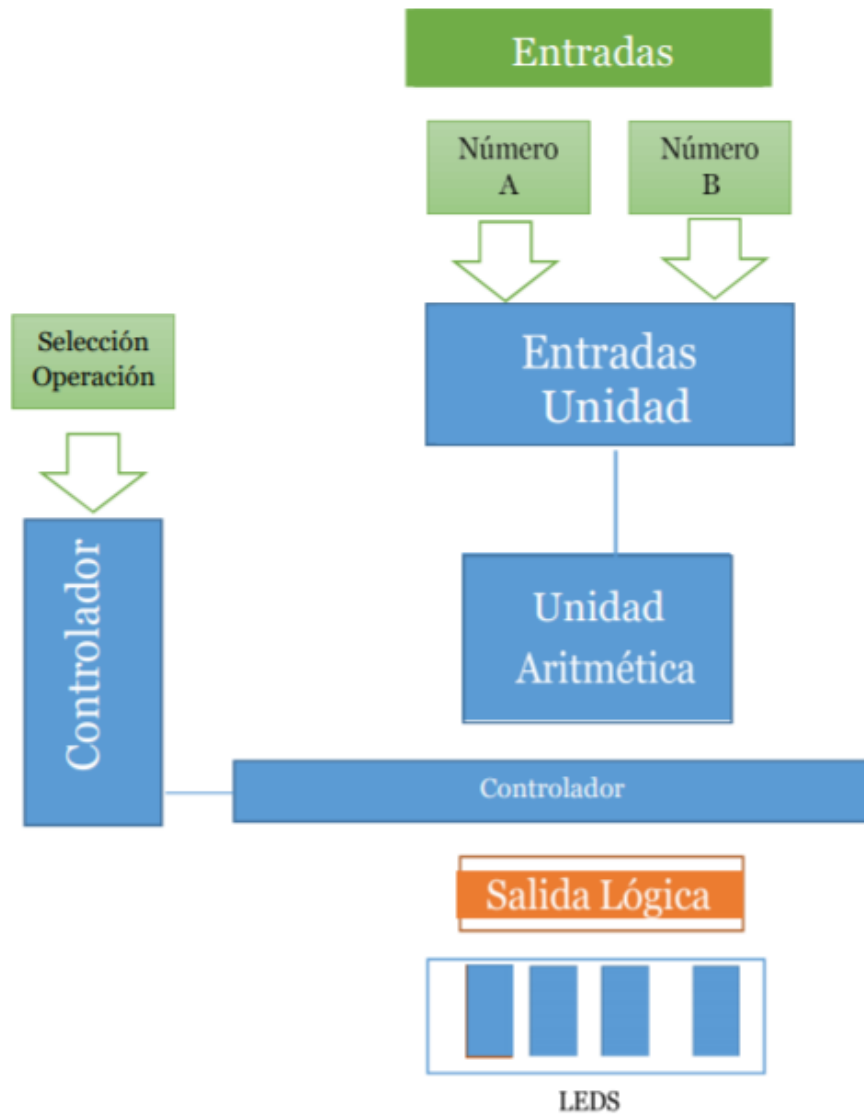 Entradas
Número
A
Número
B
Selección
Operación
Entradas
Unidad
Controlador
Unidad
Aritmética
Controlador
Salida Lógica
LEDS